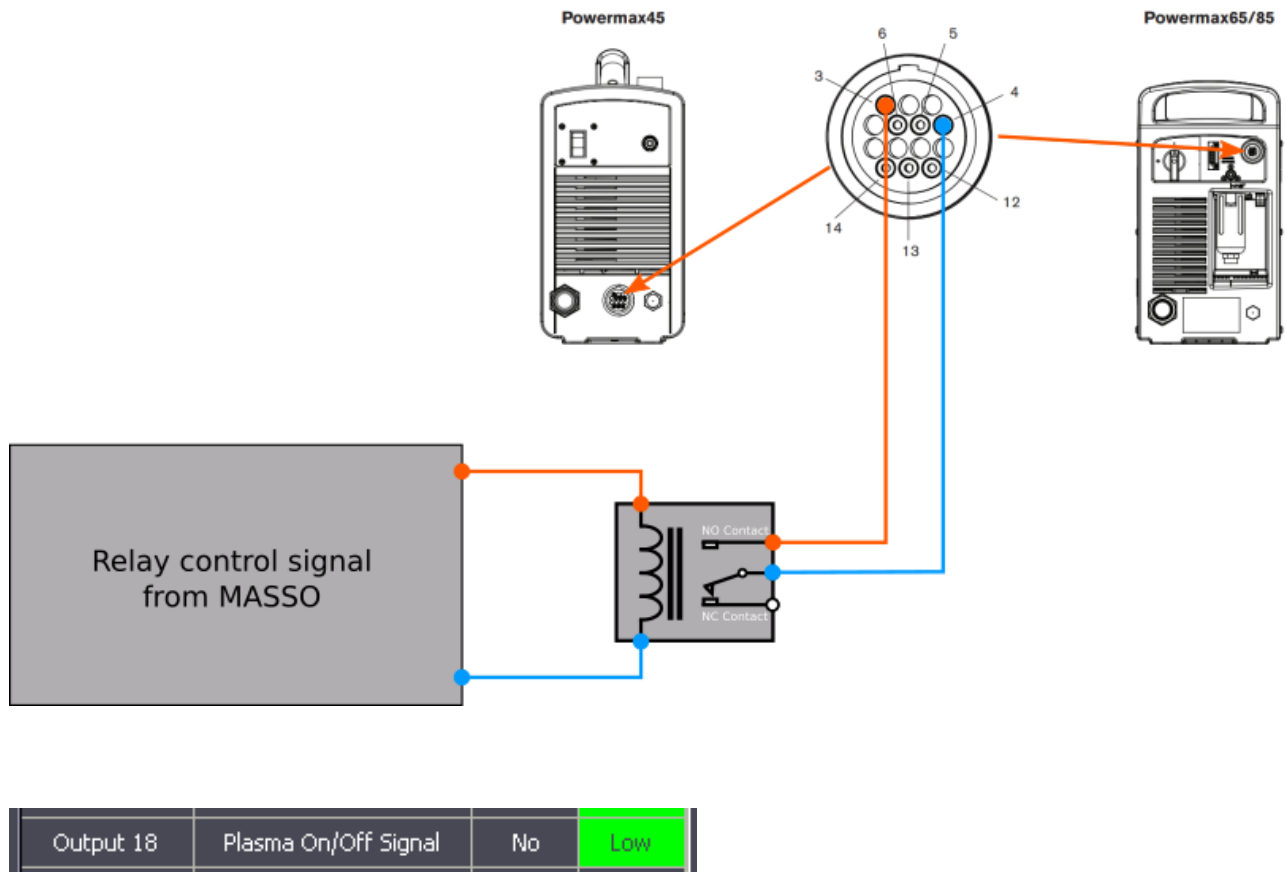 Powermax45
Powermax65/85
6
5
3
4
12
14
13
Relay control signal
from MASSO
NO Contact
NC Contact
Output 18 Plasma On/Off Signal No Low